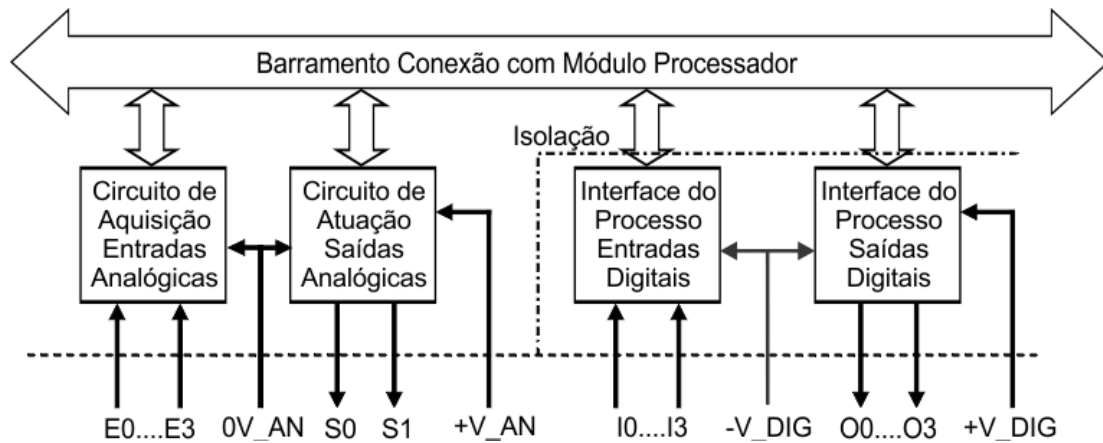 Barramento Conexão com Módulo Processador
Isolação
Circuito de
Aquisição
Entradas
Analógicas
Circuito de
Atuação
Saídas
Analógicas
Interface do
Processo
Entradas
Digitais
Interface do
Processo
Saídas
Digitais
E0....E3 0V_AN S0 S1 +V_AN I0....I3 -V_DIG O0....O3 +V_DIG